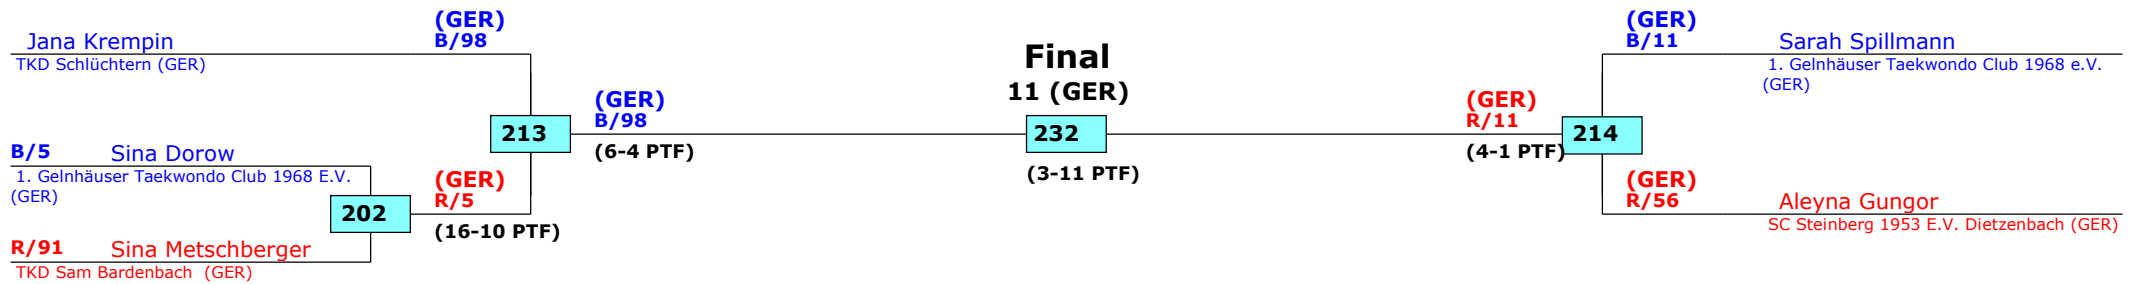 (GER)
B/98
Jana Krempin
TKD Schlüchtern (GER)
B/5 Sina Dorow
1. Gelnhäuser Taekwondo Club 1968 E.V.
(GER)
R/91 Sina Metschberger
TKD Sam Bardenbach (GER)
202
(GER)
R/5
(16-10 PTF)
213
(GER)
B/98
(6-4 PTF)
Final
11 (GER)
232
(3-11 PTF)
(GER)
R/11
(4-1 PTF)
214
(GER)
B/11
Sarah Spillmann
1. Gelnhäuser Taekwondo Club 1968 e.V.
(GER)
(GER)
R/56
Aleyna Gungor
SC Steinberg 1953 E.V. Dietzenbach (GER)